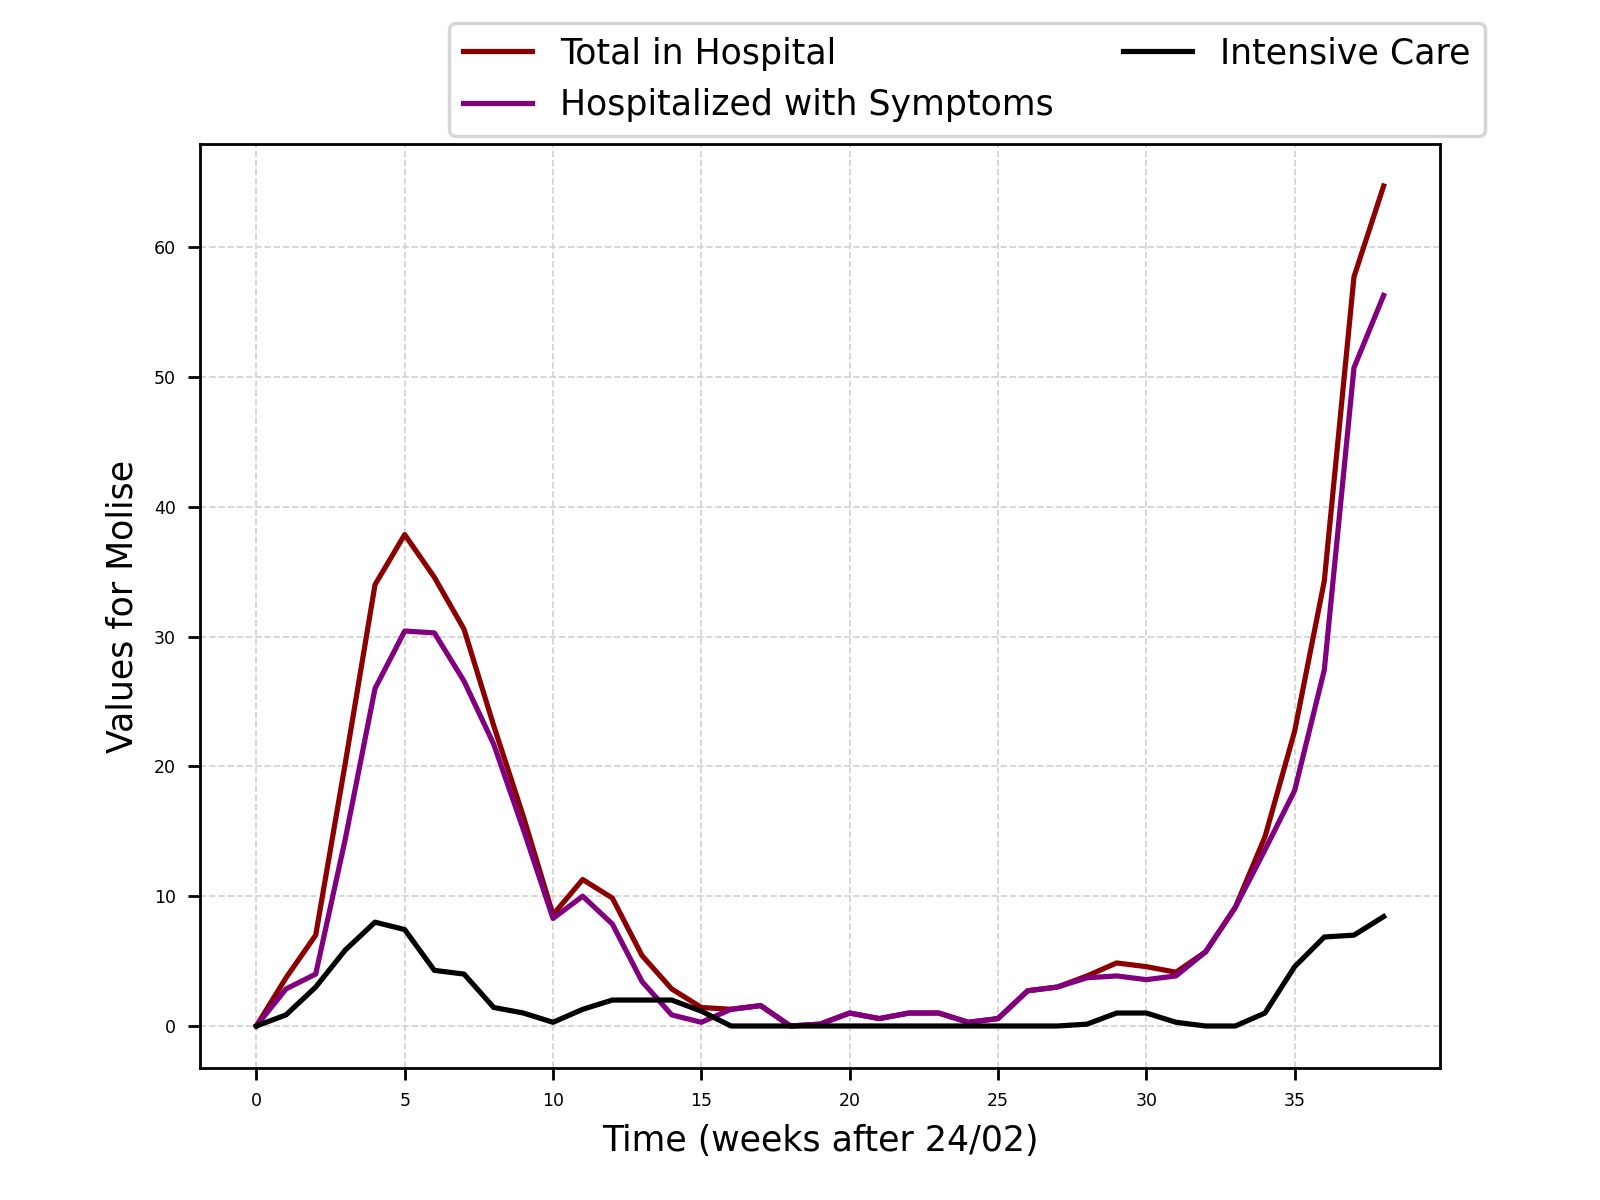 Total in Hospital
Hospitalized with Symptoms
Intensive Care
Values for Molise
60
50
40
30
20
10
0
0 5 10 15 20 25 30 35
Time (weeks after 24/02)